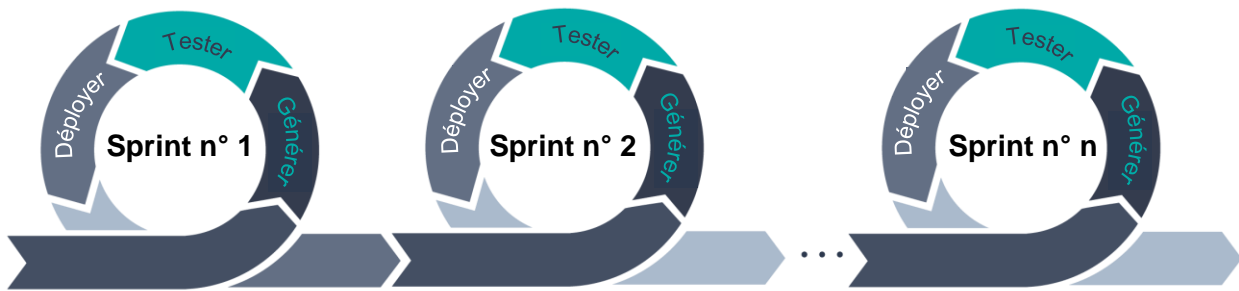 Tester
Déployer
Générer
Sprint n° 1
Tester
Déployer
Générer
Sprint n° 2
...
Tester
Déployer
Générer
Sprint n° n